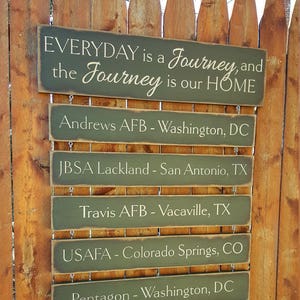 EVERYDAY is a Journey, and
the Journey is our HOME
Andrews AFB - Washington, DC
JBSA Lackland - San Antonio, TX
Travis AFB - Vacaville, TX
USAFA - Colorado Springs, CO
Pentagon - Washington, DC